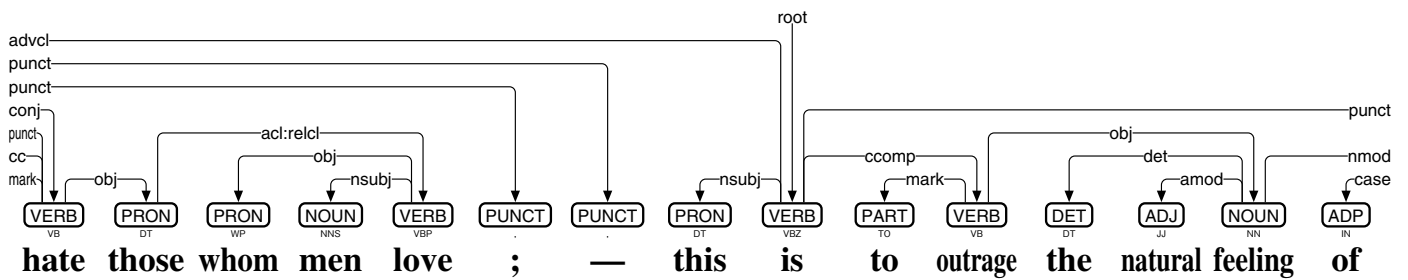 root
advcl
punct
punct
conj punct
punct acl:relcl obj
cc obj ccomp det nmod
mark obj nsubj nsubj mark amod case
VERB PRON PRON NOUN VERB PUNCT PUNCT PRON VERB PART VERB DET ADJ NOUN ADP
VB DT WP NNS VBP . . DT VBZ TO VB DT JJ NN IN
hate those whom men love ; — this is to outrage the natural feeling of